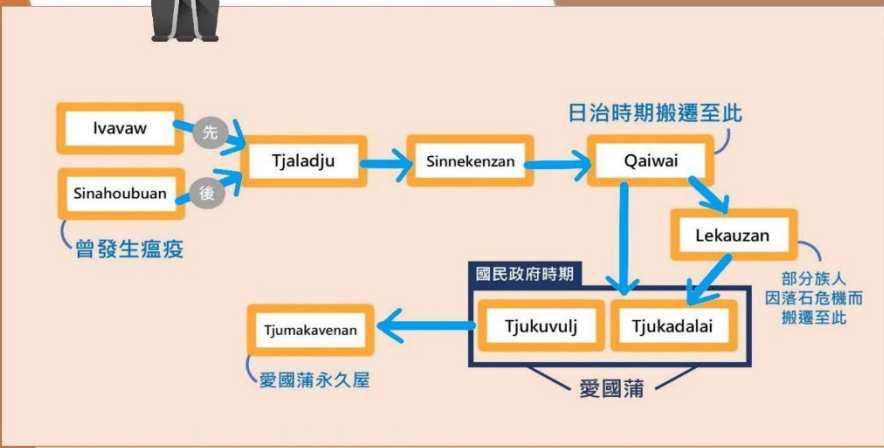 Ivavaw
先
日治時期搬遷至此
Tjaladju
Sinnekenzan
Qaiwai
Sinahoubuan
後
曾發生瘟疫
Lekauzan
部分族人
因落石危機而
搬遷至此
國民政府時期
Tjumakavenan
Tjukuvulj
Tjukadalai
愛國蒲永久屋
愛國蒲